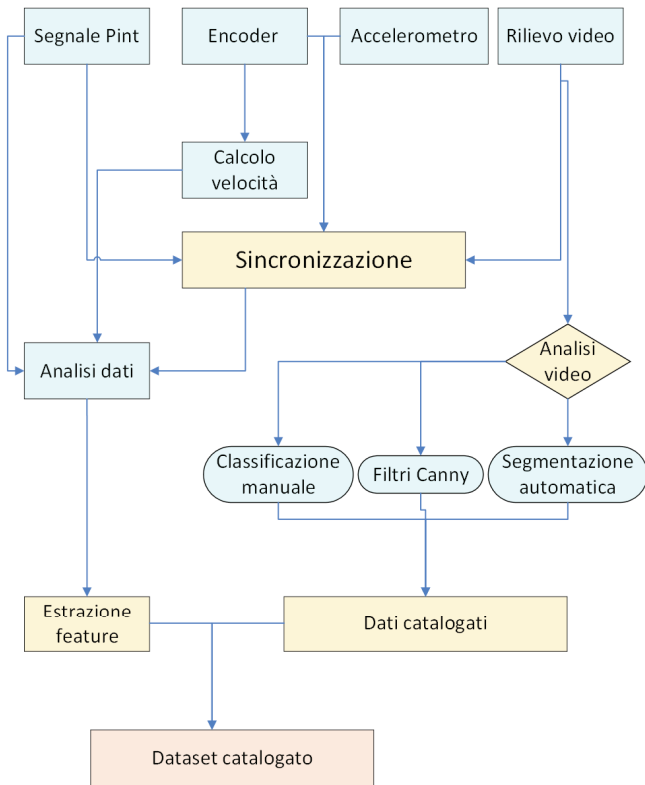 Segnale Pint
Encoder
Accelerometro
Rilievo video
Calcolo
velocità
Sincronizzazione
Analisi dati
Analisi
video
Classificazione
manuale
Filtri Canny
Segmentazione
automatica
Estrazione
feature
Dati catalogati
Dataset catalogato